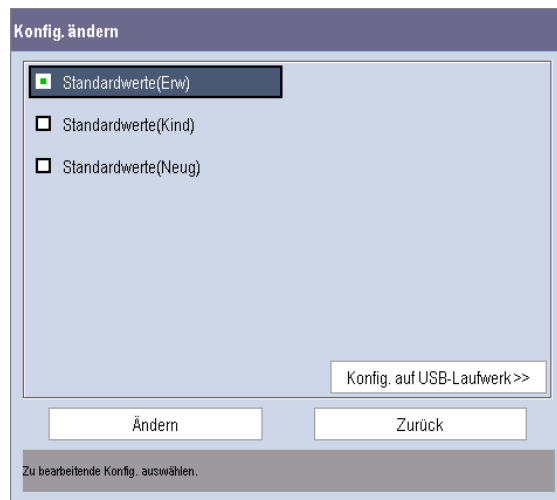 Konfig. ändern
Standardwerte(Erw)
Standardwerte(Kind)
Standardwerte(Neug)
Konfig. auf USB-Laufwerk>>
Ändern
Zurück
Zu bearbeitende Konfig. auswählen.